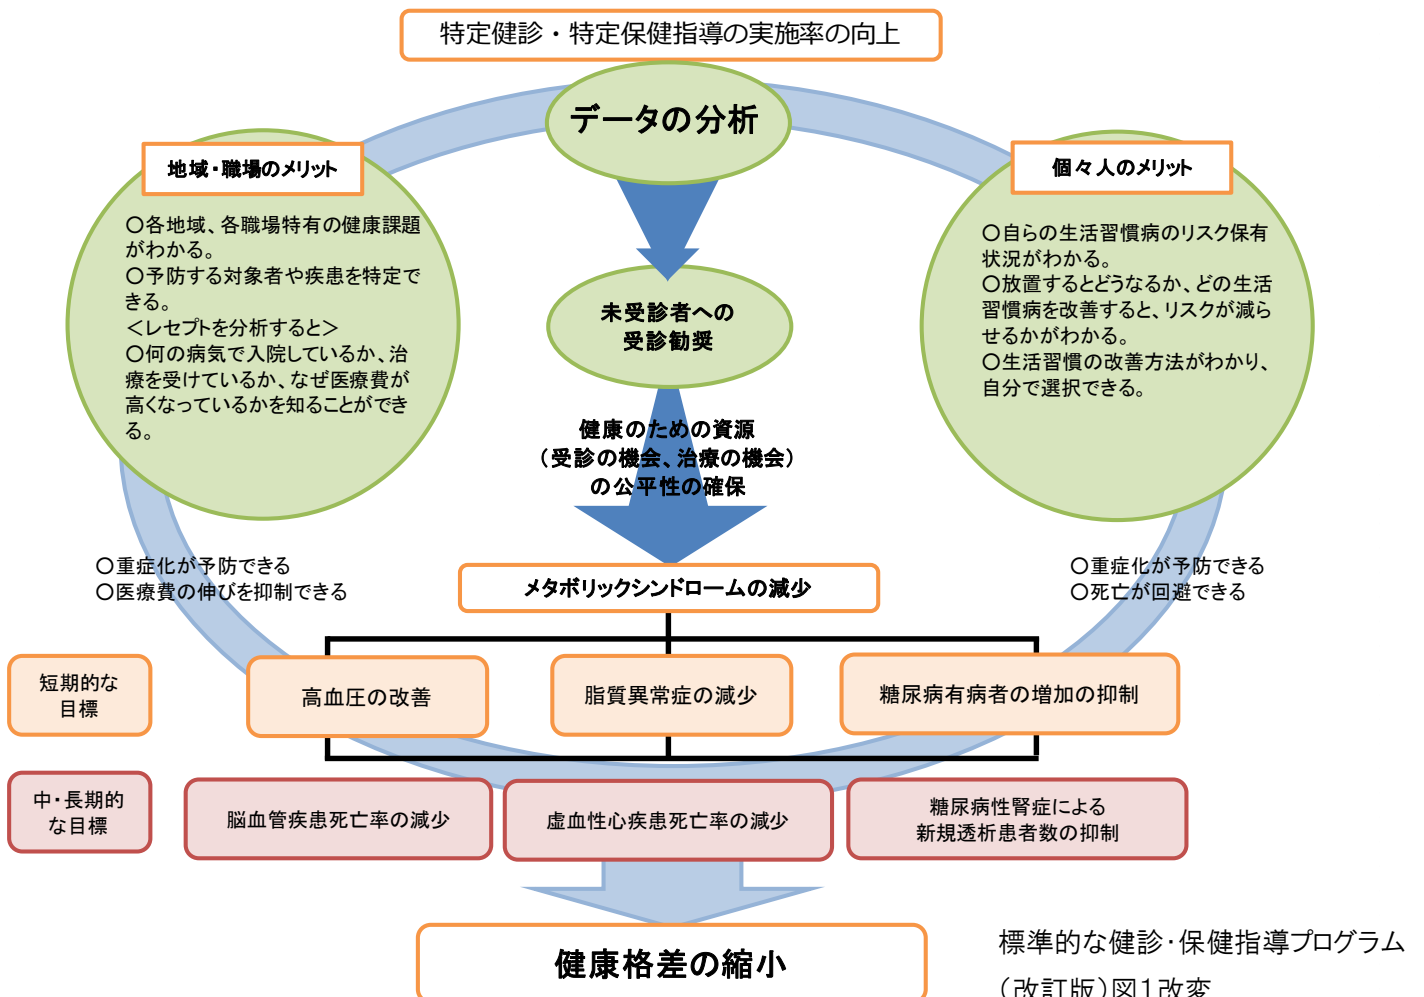 特定健診・特定保健指導の実施率の向上
データの分析
地域・職場のメリット
○各地域、各職場特有の健康課題
がわかる。
○予防する対象者や疾患を特定で
きる。
＜レセプトを分析すると＞
○何の病気で入院しているか、治
療を受けているか、なぜ医療費が
高くなっているかを知ることができ
る。
個々人のメリット
○自らの生活習慣病のリスク保有
状況がわかる。
○放置するとどうなるか、どの生活
習慣病を改善すると、リスクが減ら
せるかがわかる。
○生活習慣の改善方法がわかり、
自分で選択できる。
未受診者への
受診勧奨
健康のための資源
（受診の機会、治療の機会）
の公平性の確保
○重症化が予防できる
○医療費の伸びを抑制できる
○重症化が予防できる
○死亡が回避できる
メタボリックシンドロームの減少
短期的な
目標
高血圧の改善
脂質異常症の減少
糖尿病有病者の増加の抑制
中・長期的
な目標
脳血管疾患死亡率の減少
虚血性心疾患死亡率の減少
糖尿病性腎症による
新規透析患者数の抑制
健康格差の縮小
標準的な健診・保健指導プログラム
（改訂版）図1改変